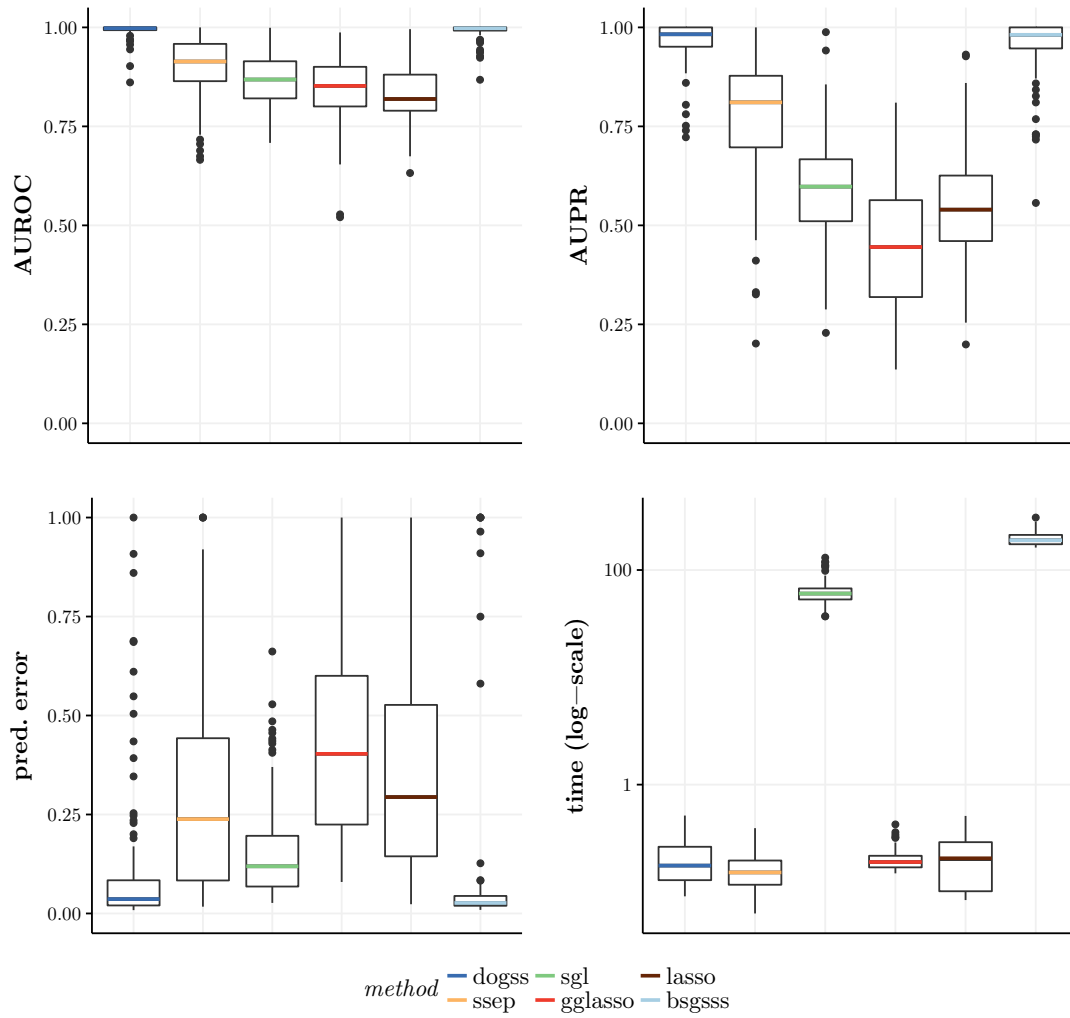 1.00
0.75
0.50
0.25
0.00
AUROC
1.00
0.75
0.50
0.25
0.00
AUPR
1.00
0.75
0.50
0.25
0.00
pred. error
100
1
time (log−scale)
method
dogss sgl lasso
ssep gglasso bsgsss